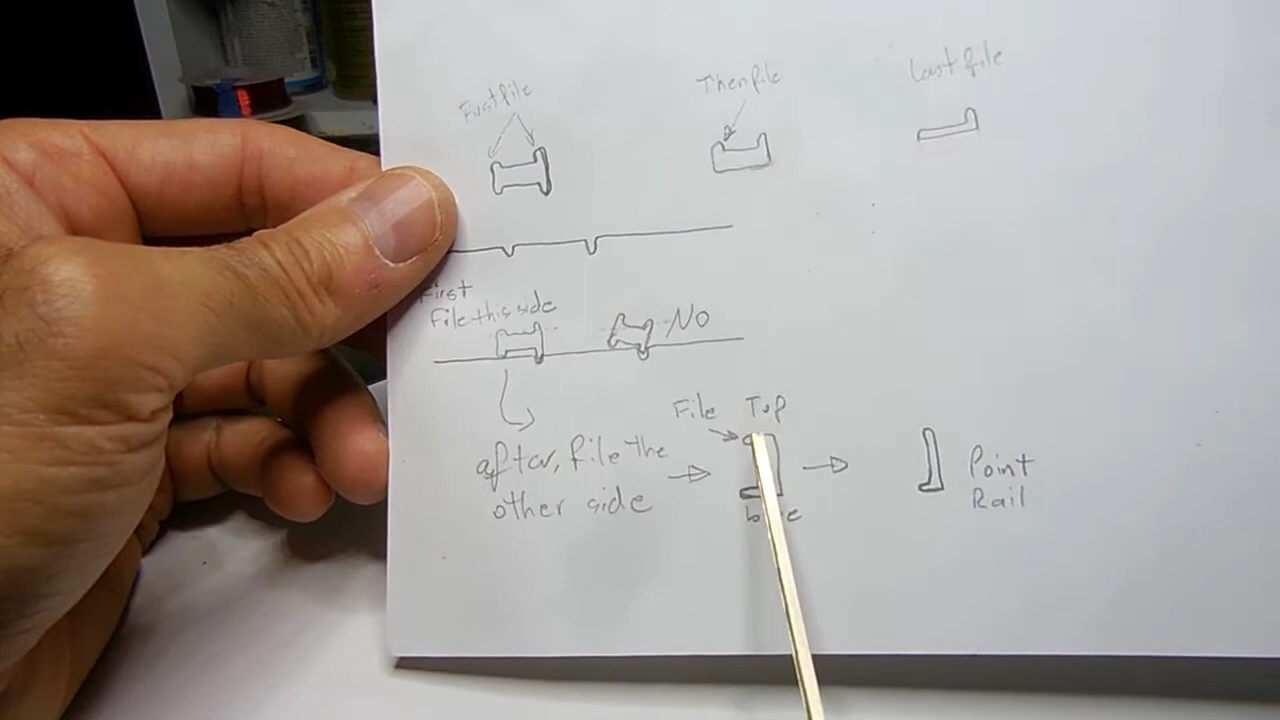 First file
Then file
Last file
First
File this side
No
File Top
after, file the
other side
Point
Rail